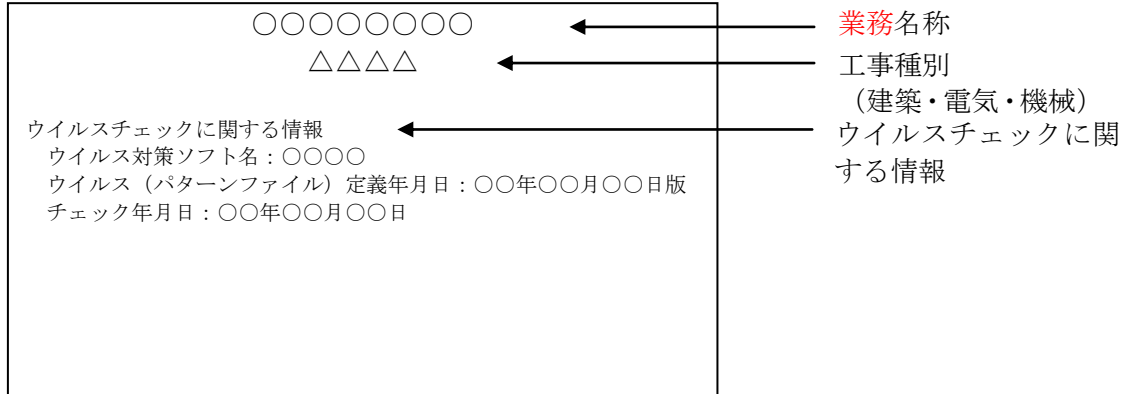 ○○○○○○○○
△△△△
ウイルスチェックに関する情報
ウイルス対策ソフト名：○○○○
ウイルス（パターンファイル）定義年月日：○○年○○月○○日版
チェック年月日：○○年○○月○○日
業務名称
工事種別
（建築・電気・機械）
ウイルスチェックに関
する情報